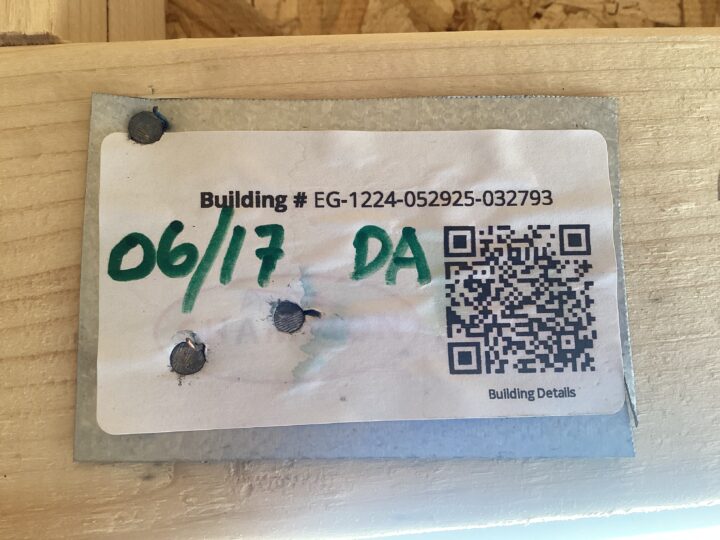 Building # EG-1224-052925-032793
06/17 DA
Building Details